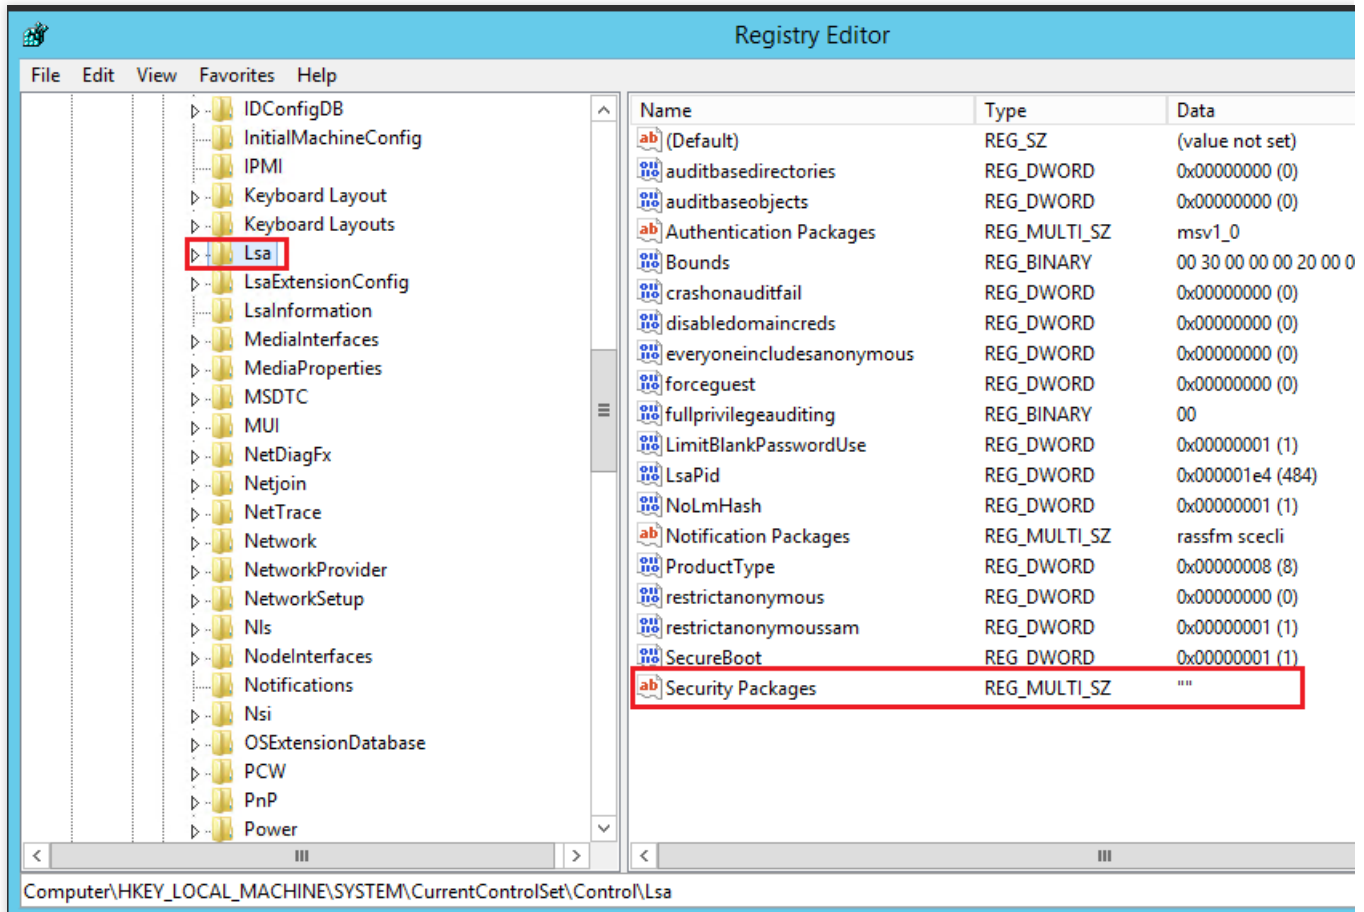 Registry Editor
File Edit View Favorites Help
IDConfigDB
InitialMachineConfig
IPMI
Keyboard Layout
Keyboard Layouts
Lsa
LsaExtensionConfig
LsaInformation
MediaInterfaces
MediaProperties
MSDTC
MUI
NetDiagFx
Netjoin
NetTrace
Network
NetworkProvider
NetworkSetup
Nls
NodeInterfaces
Notifications
Nsi
OSExtensionDatabase
PCW
PnP
Power
Name Type Data
(Default) REG_SZ (value not set)
auditbasedirectories REG_DWORD 0x00000000 (0)
auditbaseobjects REG_DWORD 0x00000000 (0)
Authentication Packages REG_MULTI_SZ msv1_0
Bounds REG_BINARY 00 30 00 00 00 20 00 0
crashonauditfail REG_DWORD 0x00000000 (0)
disabledomaincreds REG_DWORD 0x00000000 (0)
everyoneincludesanonymous REG_DWORD 0x00000000 (0)
forceguest REG_DWORD 0x00000000 (0)
fullprivilegeauditing REG_BINARY 00
LimitBlankPasswordUse REG_DWORD 0x00000001 (1)
LsaPid REG_DWORD 0x000001e4 (484)
NoLmHash REG_DWORD 0x00000001 (1)
Notification Packages REG_MULTI_SZ rassfm scecli
ProductType REG_DWORD 0x00000008 (8)
restrictanonymous REG_DWORD 0x00000000 (0)
restrictanonymoussam REG_DWORD 0x00000001 (1)
SecureBoot REG_DWORD 0x00000001 (1)
Security Packages REG_MULTI_SZ ""
Computer\HKEY_LOCAL_MACHINE\SYSTEM\CurrentControlSet\Control\Lsa